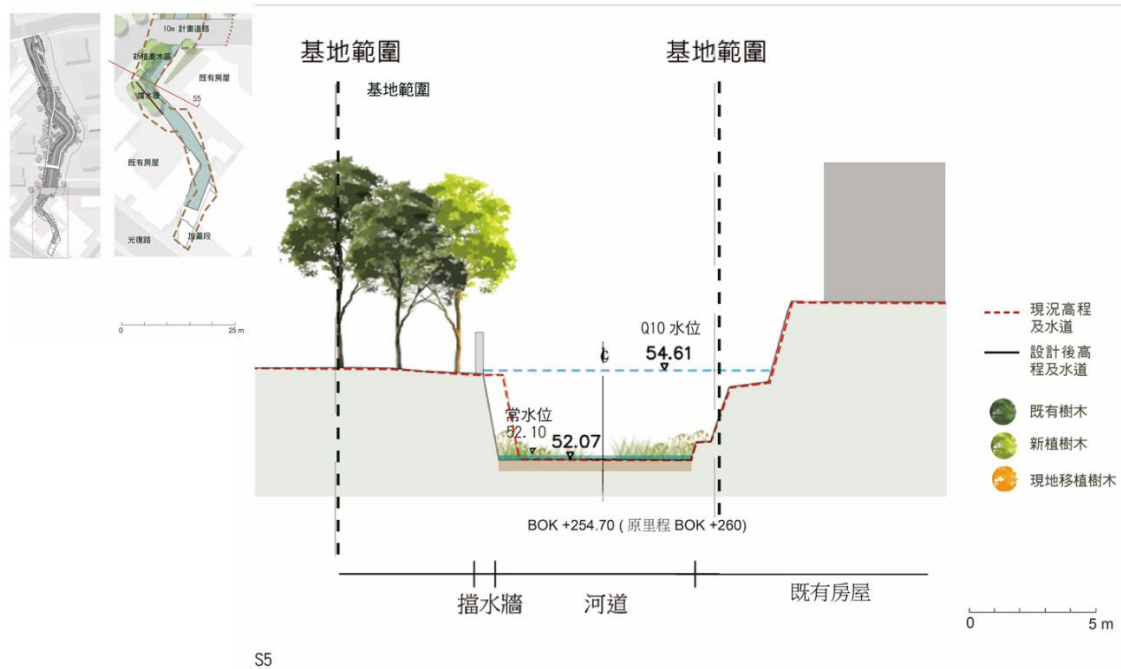 10m 計畫道路
新植喬木區
既有房屋
擋水牆
S5
既有房屋
光復路
加蓋段
0 25 m
基地範圍
基地範圍
基地範圍
Q10 水位
54.61
常水位
52.10
52.07
BOK +254.70 ( 原里程 BOK +260)
擋水牆
河道
既有房屋
現況高程
及水道
設計後高
程及水道
既有樹木
新植樹木
現地移植樹木
0 5 m
S5